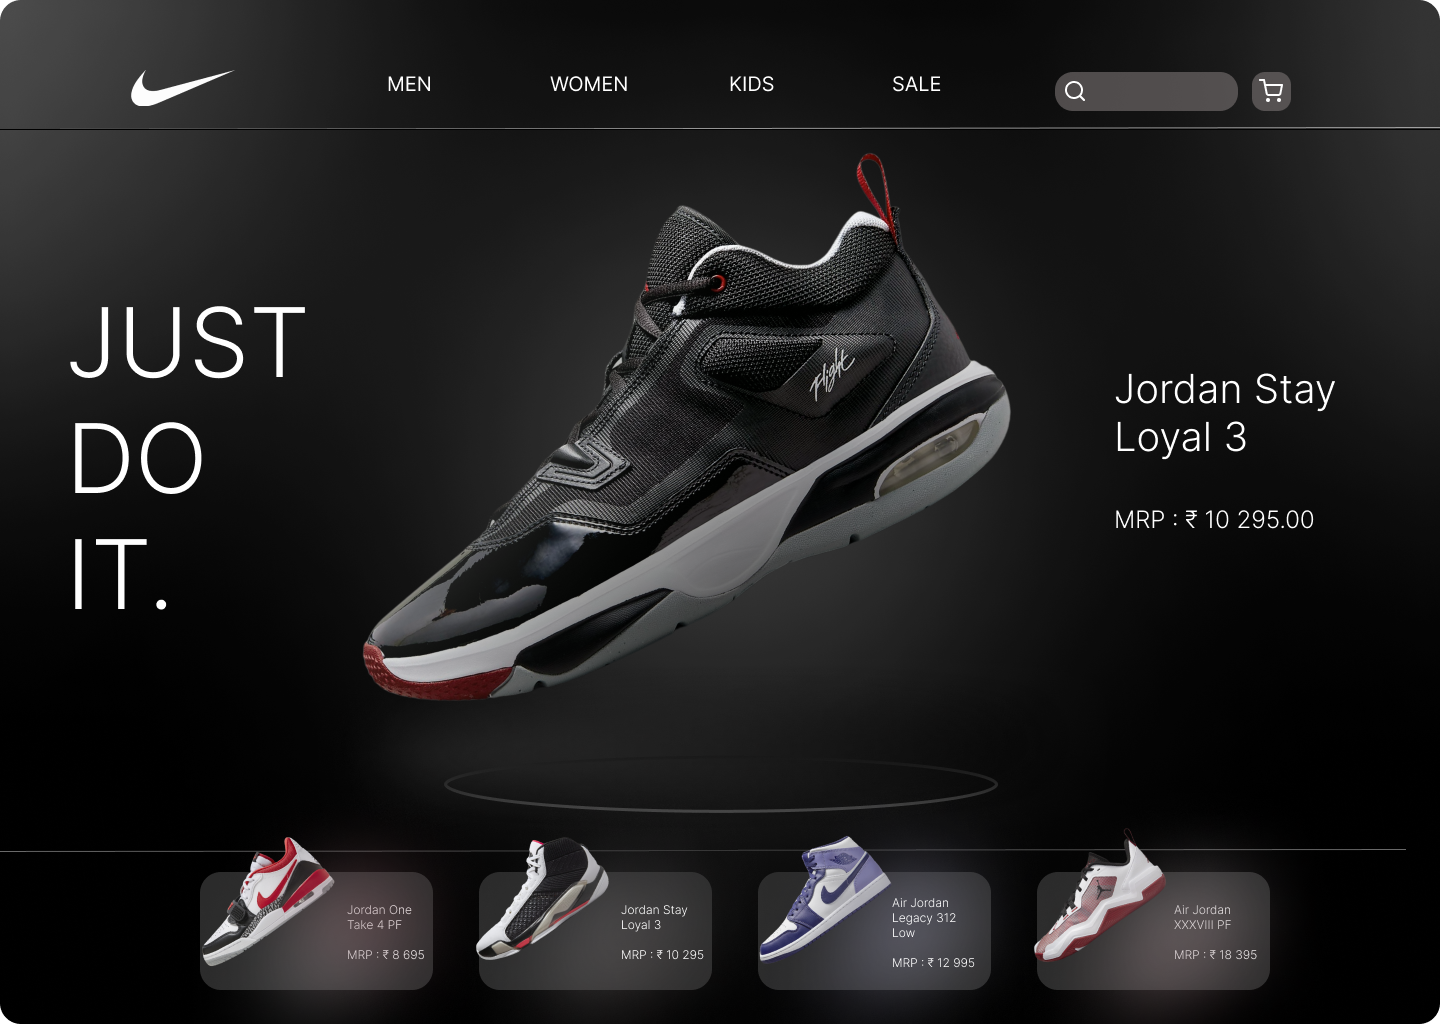 MEN
WOMEN
KIDS
SALE
JUST
DO
IT.
Flight
Jordan Stay
Loyal 3
MRP : ₹ 10 295.00
Jordan One
Take 4 PF
MRP : ₹ 8 695
Jordan Stay
Loyal 3
MRP : ₹ 10 295
Air Jordan
Legacy 312
Low
MRP : ₹ 12 995
Air Jordan
XXXVIII PF
MRP : ₹ 18 395